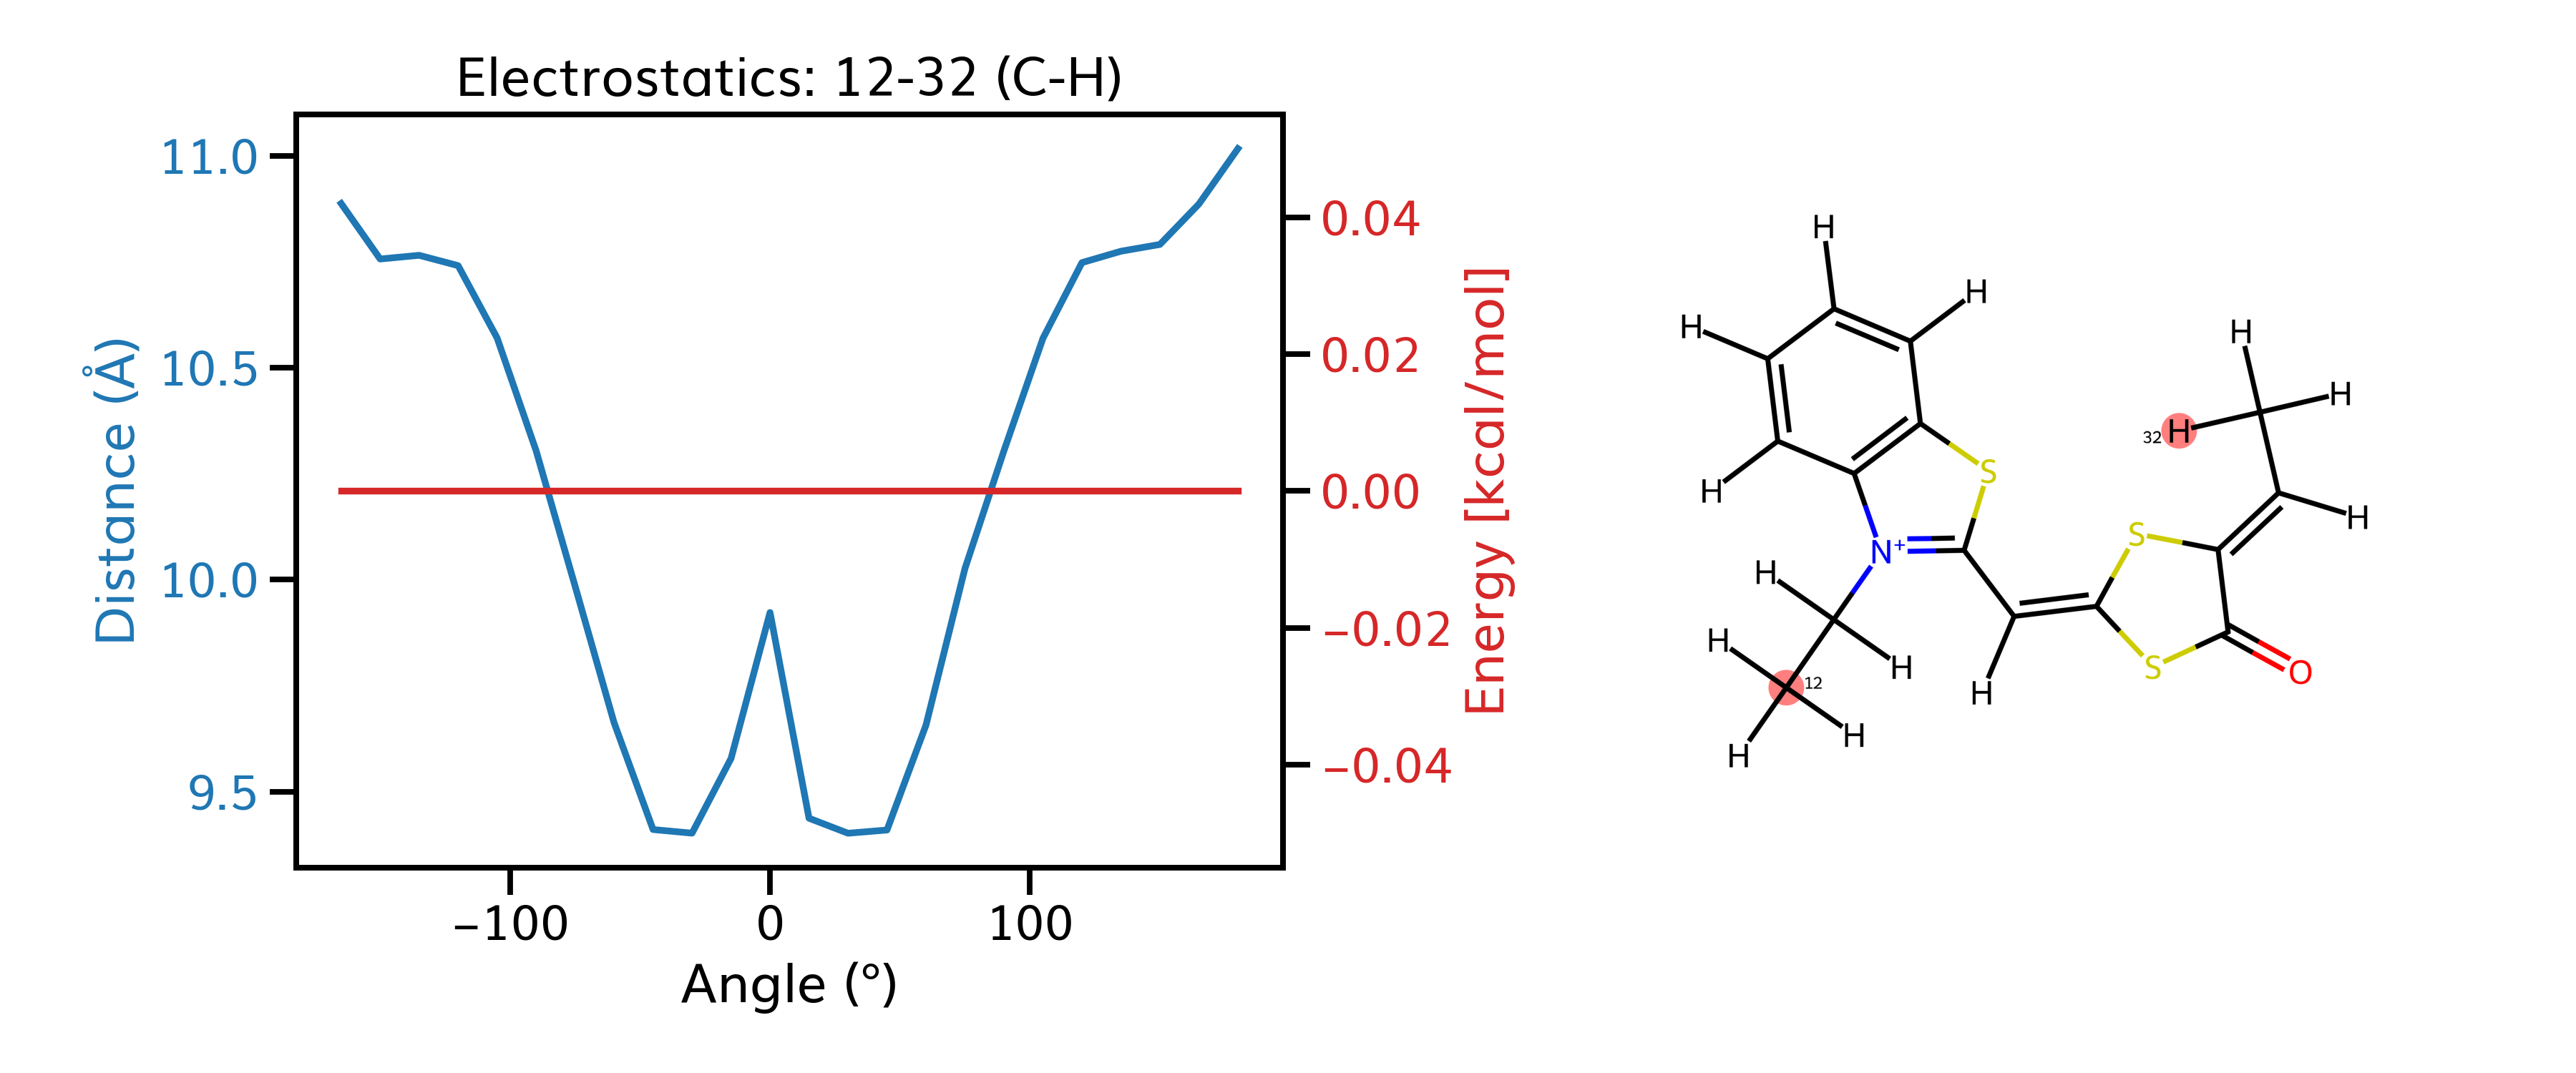 Electrostatics: 12-32 (C-H)
11.0
10.5
10.0
9.5
Distance (Å)
0.04
0.02
0.00
−0.02
−0.04
Energy [kcal/mol]
−100
0
100
Angle (°)
H
H
H
H
H
H
32 H
S
H
H
N+
S
H
H
H
12
S
O
H
H
H